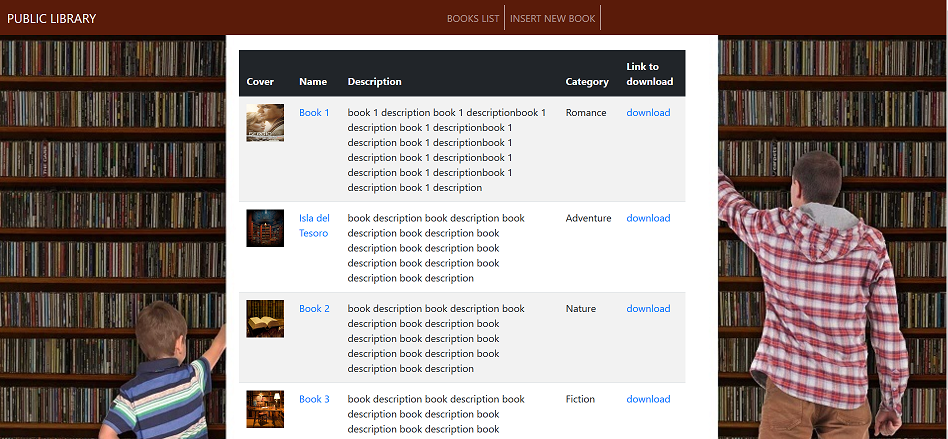 PUBLIC LIBRARY
BOOKS LIST
INSERT NEW BOOK
Cover
Name
Description
Category
Link to
download
Book 1
book 1 description book 1 descriptionbook 1
description book 1 descriptionbook 1
description book 1 descriptionbook 1
description book 1 descriptionbook 1
description book 1 descriptionbook 1
description book 1 description
Romance
download
Isla del
Tesoro
book description book description book
description book description book
description book description book
description book description book
description book description
Adventure
download
Book 2
book description book description book
description book description book
description book description book
description book description book
description book description
Nature
download
Book 3
book description book description book
description book description book
description book description book
Fiction
download